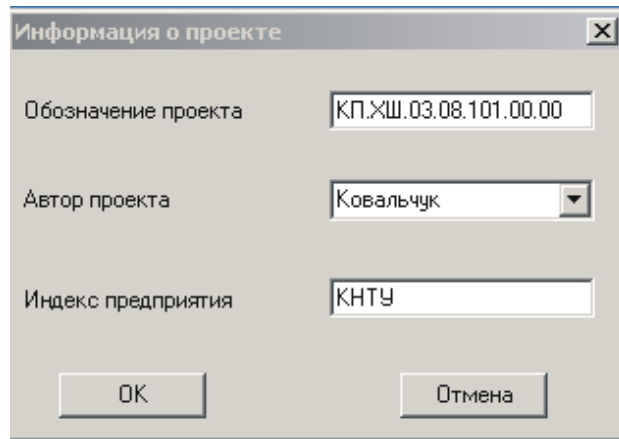 Информация о проекте
Обозначение проекта КП.ХШ.03.08.101.00.00
Автор проекта Ковальчук
Индекс предприятия КНТУ
OK Отмена